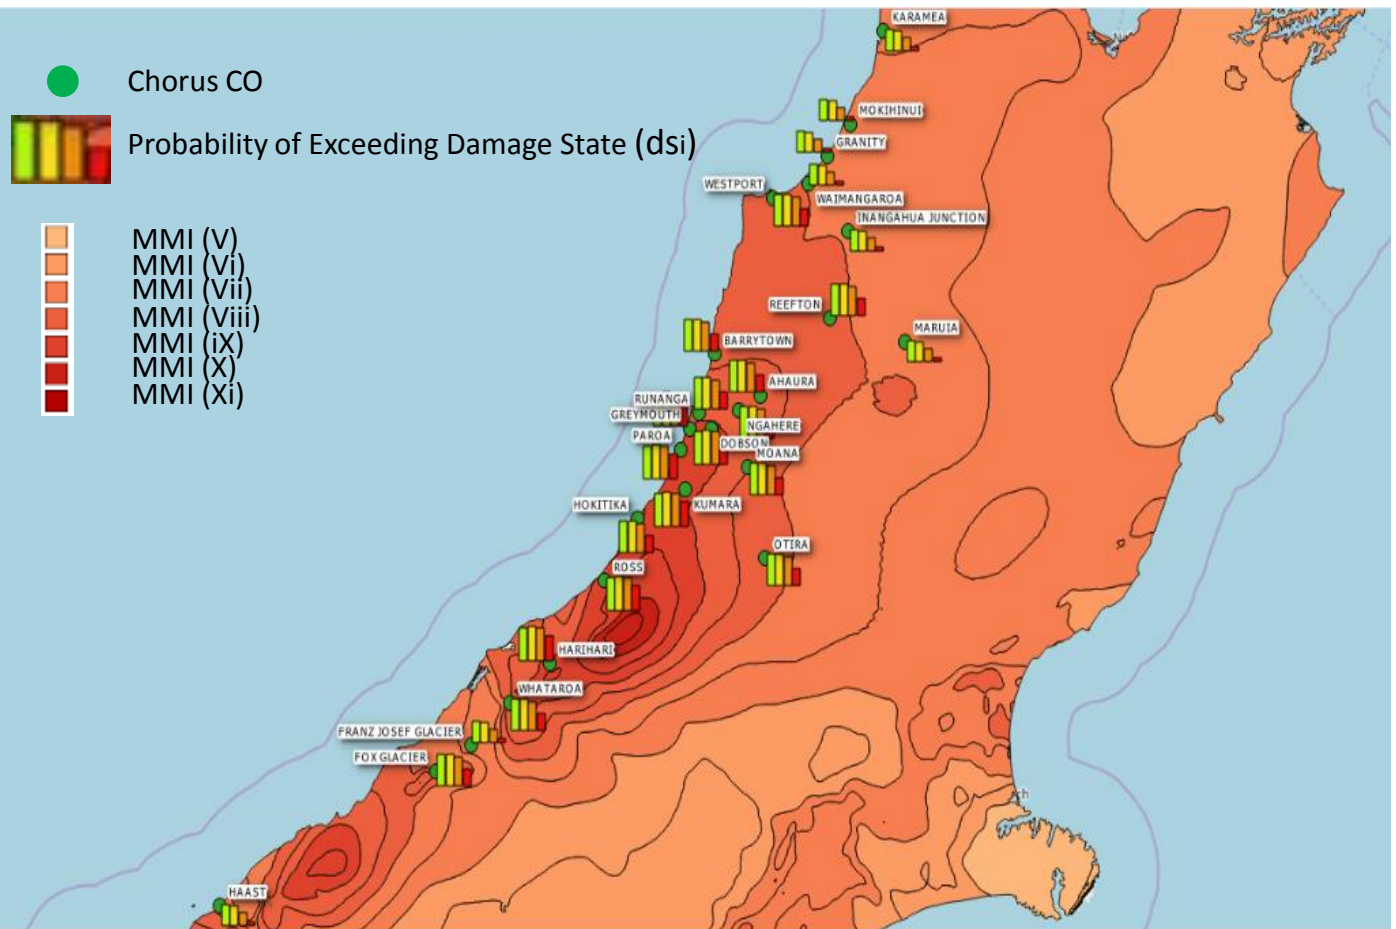 KARAMEA
Chorus CO
MOKIHINUI
Probability of Exceeding Damage State (dsi)
GRANITY
WESTPORT
WAIMANGAROA
INANGAHUA JUNCTION
MMI (V)
MMI (Vi)
MMI (Vii)
MMI (Viii)
MMI (iX)
MMI (X)
MMI (Xi)
REEFTON
MARUIA
BARRYTOWN
AHAURA
RUNANGA
GREYMOUTH
NGAHERE
PAROA
DOBSON
MOANA
HOKITIKA
KUMARA
OTIRA
ROSS
HARIHARI
WHATAROA
FRANZ JOSEF GLACIER
FOX GLACIER
HAAST